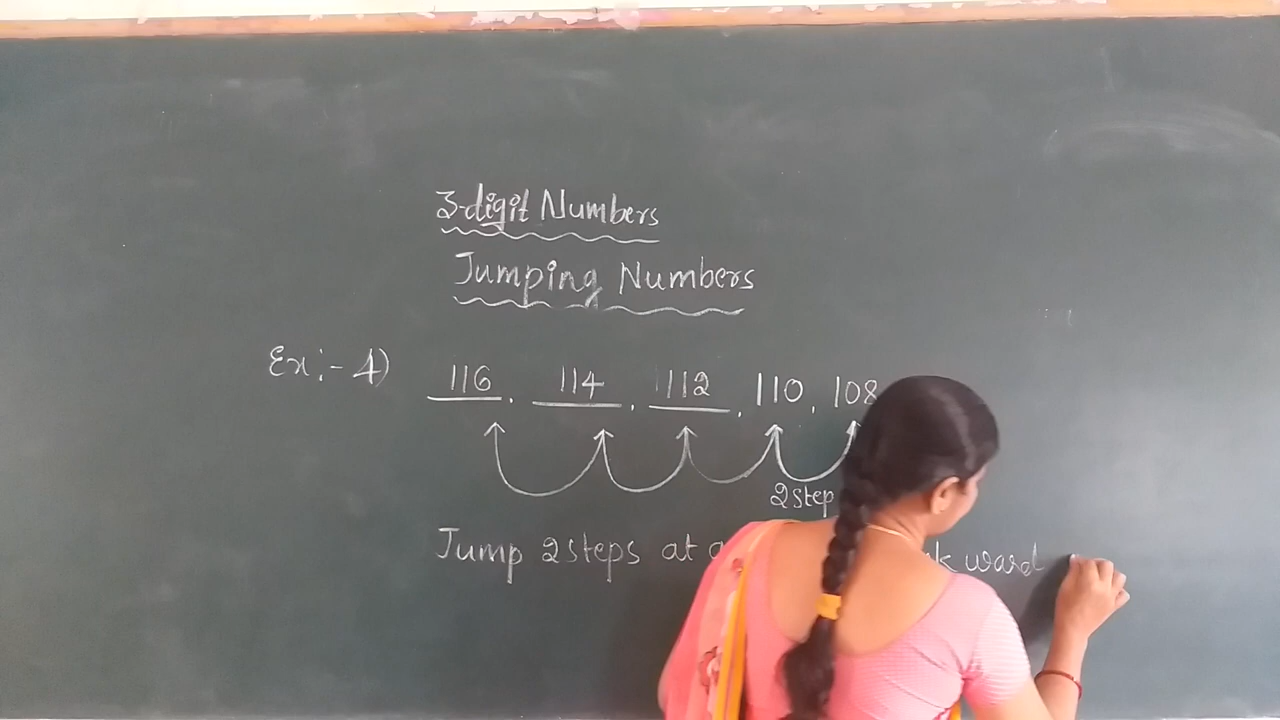 3-digit Numbers
Jumping Numbers
Ex:- 4) 116, 114, 112, 110, 108
2 step
Jump 2 steps at ward